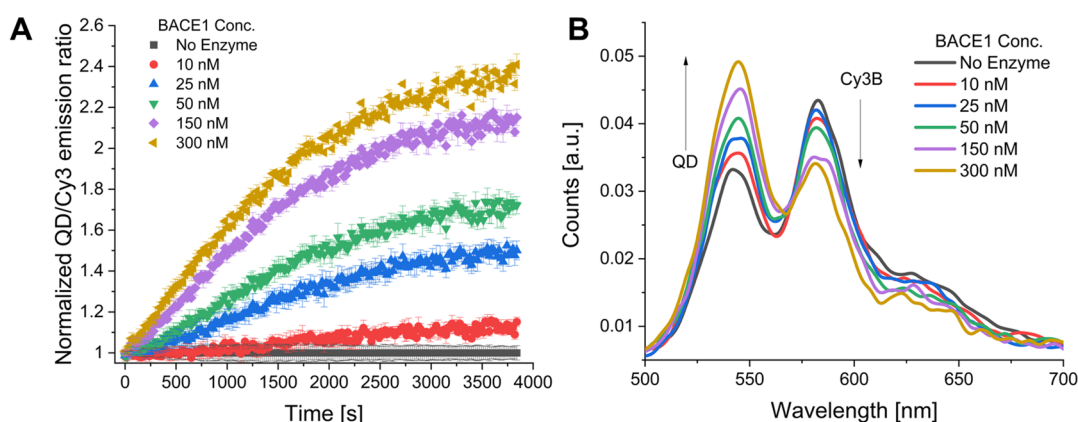 A
Normalized QD/Cy3 emission ratio
2.6
2.4
2.2
2.0
1.8
1.6
1.4
1.2
1
BACE1 Conc.
No Enzyme
10 nM
25 nM
50 nM
150 nM
300 nM
0 500 1000 1500 2000 2500 3000 3500 4000
Time [s]
B
Counts [a.u.]
0.05
0.04
0.03
0.02
0.01
QD
Cy3B
BACE1 Conc.
No Enzyme
10 nM
25 nM
50 nM
150 nM
300 nM
500 550 600 650 700
Wavelength [nm]